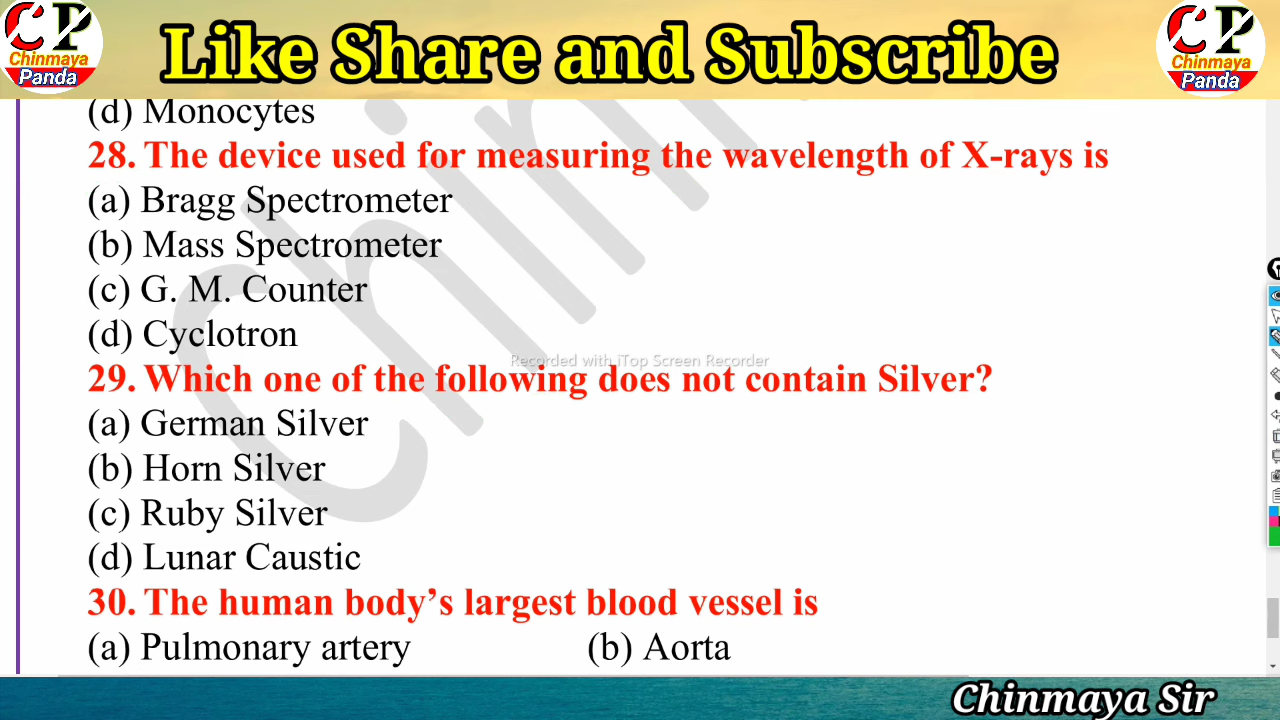 CP Chinmaya Panda
Like Share and Subscribe
CP Chinmaya Panda
(d) Monocytes
28. The device used for measuring the wavelength of X-rays is
(a) Bragg Spectrometer
(b) Mass Spectrometer
(c) G. M. Counter
(d) Cyclotron
Recorded with iTop Screen Recorder
29. Which one of the following does not contain Silver?
(a) German Silver
(b) Horn Silver
(c) Ruby Silver
(d) Lunar Caustic
30. The human body’s largest blood vessel is
(a) Pulmonary artery (b) Aorta
Chinmaya Sir